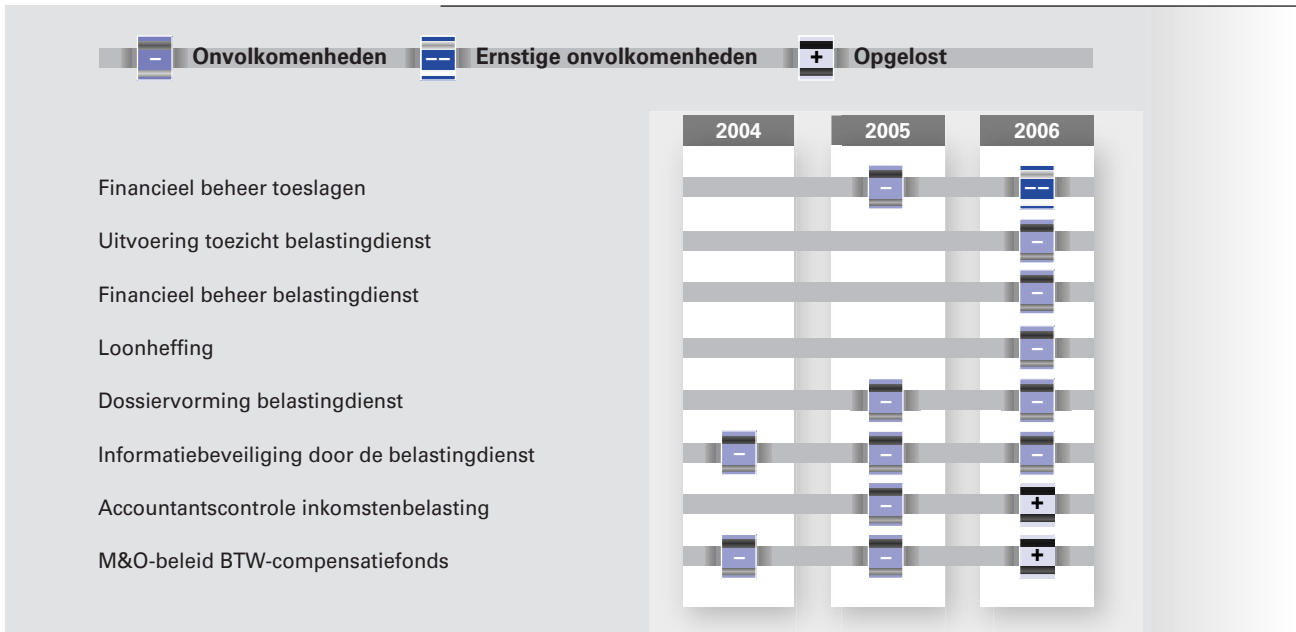 − Onvolkomenheden −− Ernstige onvolkomenheden + Opgelost
2004 2005 2006
Financieel beheer toeslagen − −−
Uitvoering toezicht belastingdienst −
Financieel beheer belastingdienst −
Loonheffing −
Dossiervorming belastingdienst − −
Informatiebeveiliging door de belastingdienst − − −
Accountantscontrole inkomstenbelasting − +
M&O-beleid BTW-compensatiefonds − − +